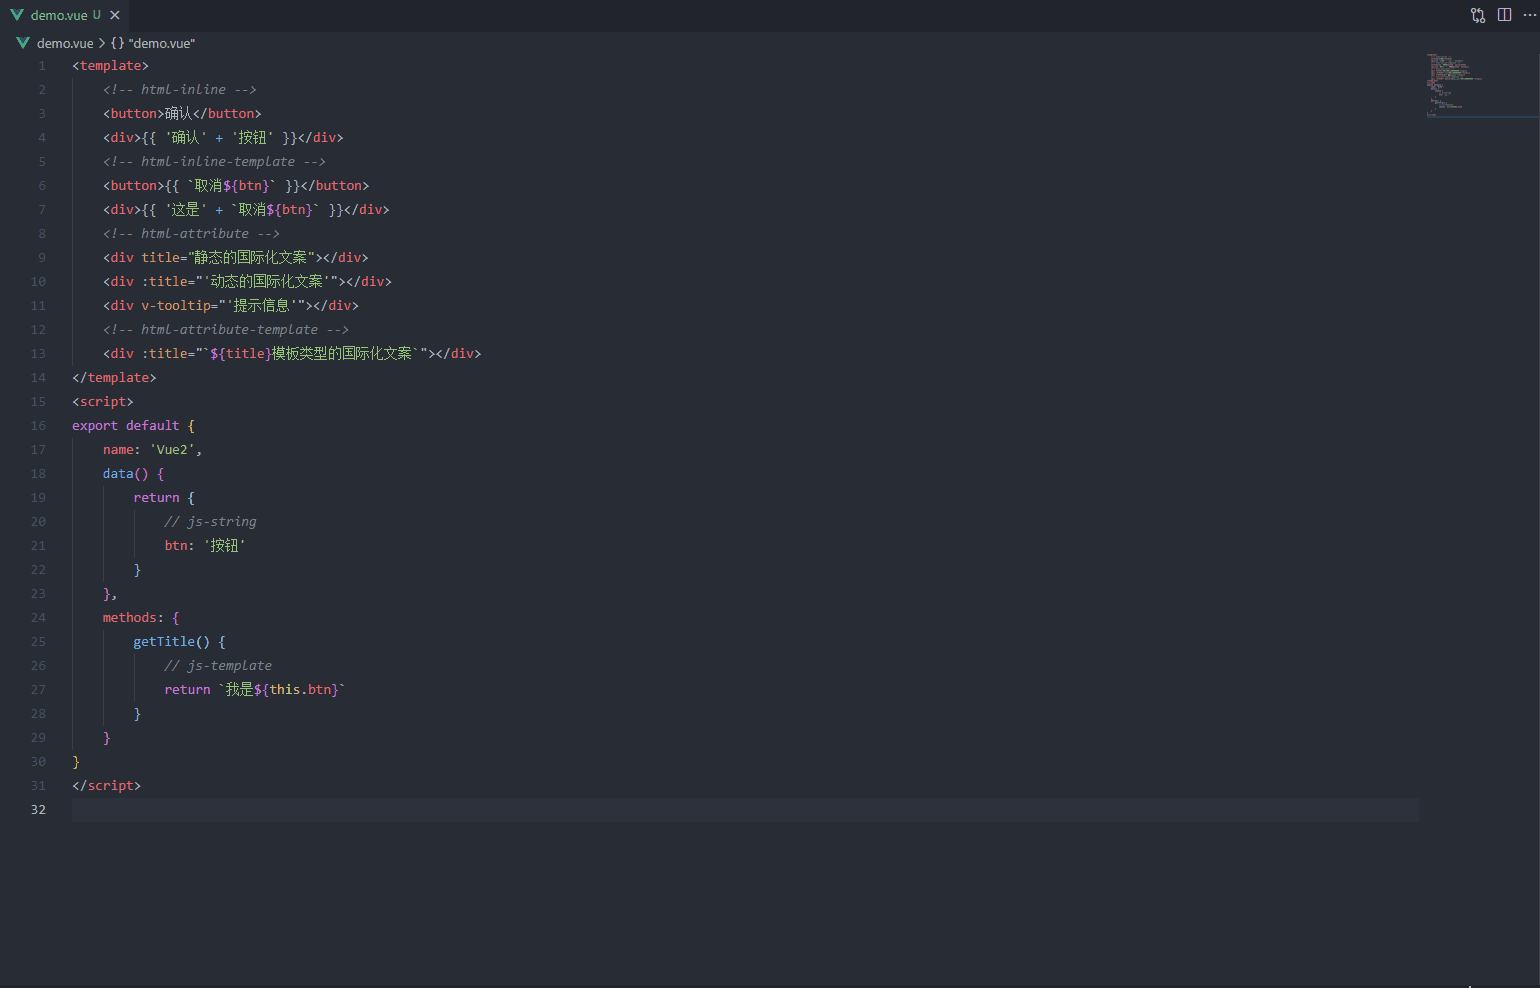 demo.vue U
demo.vue > {} "demo.vue"
1 <template>
2 <!-- html-inline -->
3 <button>确认</button>
4 <div>{{ '确认' + '按钮' }}</div>
5 <!-- html-inline-template -->
6 <button>{{ `取消${btn}` }}</button>
7 <div>{{ '这是' + `取消${btn}` }}</div>
8 <!-- html-attribute -->
9 <div title="静态的国际化文案"></div>
10 <div :title="'动态的国际化文案'"></div>
11 <div v-tooltip="'提示信息'"></div>
12 <!-- html-attribute-template -->
13 <div :title="`${title}模板类型的国际化文案`"></div>
14 </template>
15 <script>
16 export default {
17 name: 'Vue2',
18 data() {
19 return {
20 // js-string
21 btn: '按钮'
22 }
23 },
24 methods: {
25 getTitle() {
26 // js-template
27 return `我是${this.btn}`
28 }
29 }
30 }
31 </script>
32